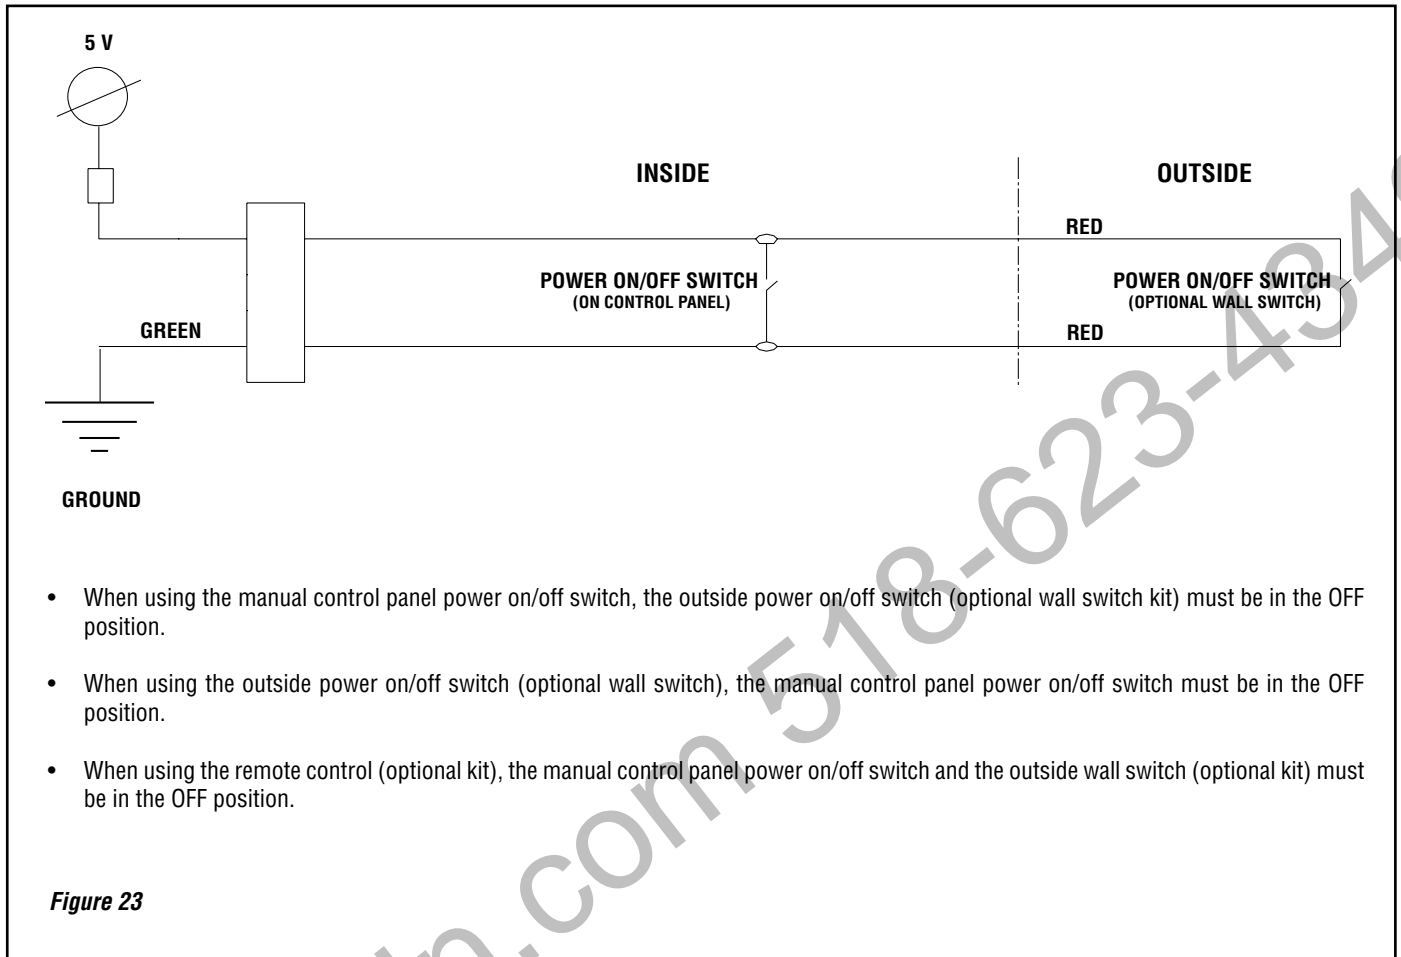 5 V
INSIDE
OUTSIDE
RED
POWER ON/OFF SWITCH
(ON CONTROL PANEL)
POWER ON/OFF SWITCH
(OPTIONAL WALL SWITCH)
GREEN
RED
GROUND
• When using the manual control panel power on/off switch, the outside power on/off switch (optional wall switch kit) must be in the OFF
position.
• When using the outside power on/off switch (optional wall switch), the manual control panel power on/off switch must be in the OFF
position.
• When using the remote control (optional kit), the manual control panel power on/off switch and the outside wall switch (optional kit) must
be in the OFF position.
Figure 23
.com 518-623-434